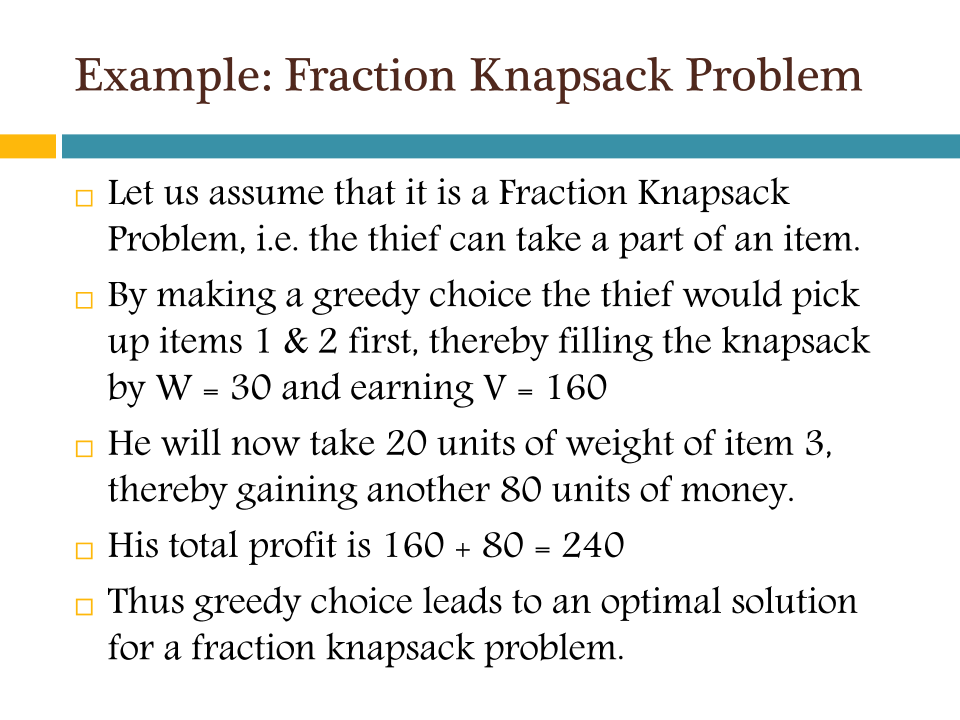 Example: Fraction Knapsack Problem
Let us assume that it is a Fraction Knapsack
Problem, i.e. the thief can take a part of an item.
By making a greedy choice the thief would pick
up items 1 & 2 first, thereby filling the knapsack
by W = 30 and earning V = 160
He will now take 20 units of weight of item 3,
thereby gaining another 80 units of money.
His total profit is 160 + 80 = 240
Thus greedy choice leads to an optimal solution
for a fraction knapsack problem.